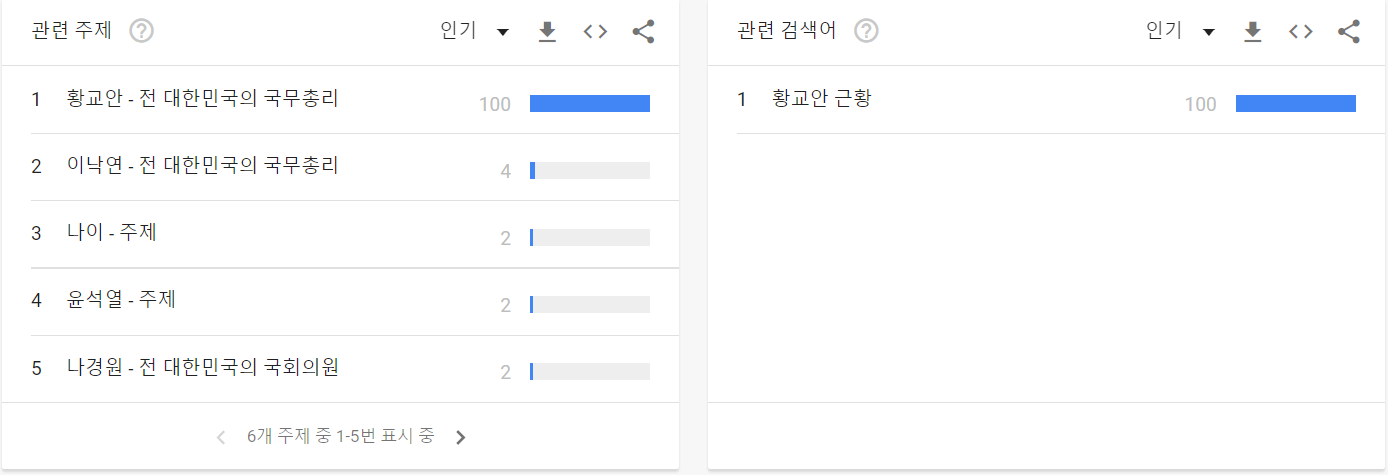 관련 주제 인기
1 황교안 - 전 대한민국의 국무총리 100
2 이낙연 - 전 대한민국의 국무총리 4
3 나이 - 주제 2
4 윤석열 - 주제 2
5 나경원 - 전 대한민국의 국회의원 2
6개 주제 중 1-5번 표시 중
관련 검색어 인기
1 황교안 근황 100